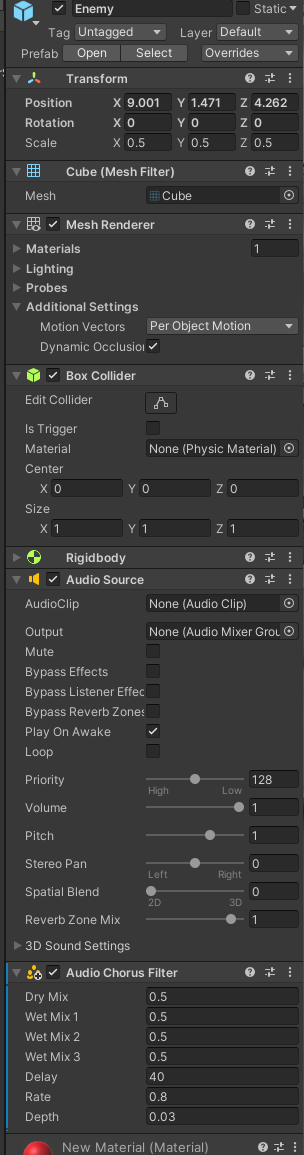 Enemy Static
Tag Untagged Layer Default
Prefab Open Select Overrides
Transform
Position X 9.001 Y 1.471 Z 4.262
Rotation X 0 Y 0 Z 0
Scale X 0.5 Y 0.5 Z 0.5
Cube (Mesh Filter)
Mesh Cube
Mesh Renderer
Materials 1
Lighting
Probes
Additional Settings
Motion Vectors Per Object Motion
Dynamic Occlusion
Box Collider
Edit Collider
Is Trigger
Material None (Physic Material)
Center
X 0 Y 0 Z 0
Size
X 1 Y 1 Z 1
Rigidbody
Audio Source
AudioClip None (Audio Clip)
Output None (Audio Mixer Grou
Mute
Bypass Effects
Bypass Listener Effec
Bypass Reverb Zones
Play On Awake
Loop
Priority 128
High Low
Volume 1
Pitch 1
Stereo Pan 0
Left Right
Spatial Blend 0
2D 3D
Reverb Zone Mix 1
3D Sound Settings
Audio Chorus Filter
Dry Mix 0.5
Wet Mix 1 0.5
Wet Mix 2 0.5
Wet Mix 3 0.5
Delay 40
Rate 0.8
Depth 0.03
New Material (Material)